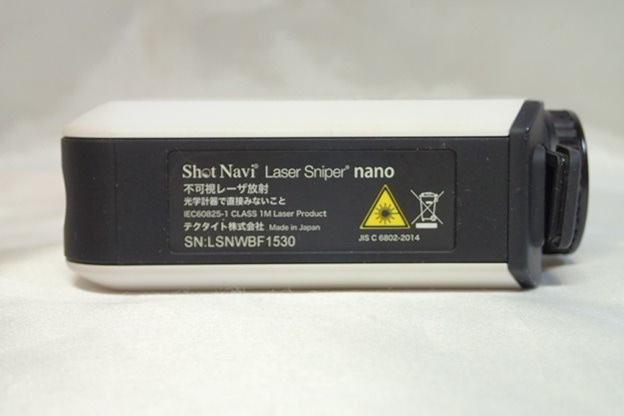 Shot Navi® Laser Sniper® nano
不可視レーザ放射
光学計器で直接みないこと
IEC60825-1 CLASS 1M Laser Product
テクタイト株式会社 Made in Japan
SN:LSNWBF1530
JIS C 6802-2014